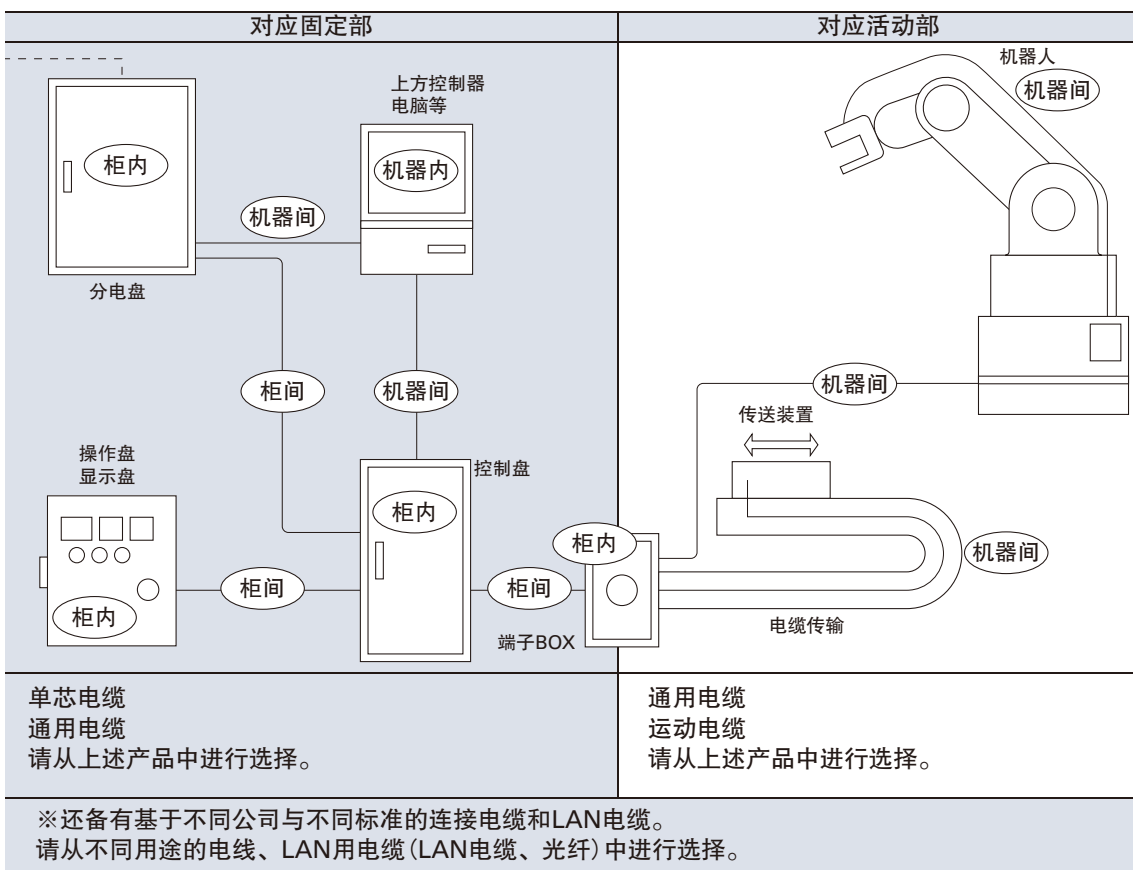 对应固定部
对应活动部
上方控制器
电脑等
柜内
机器内
机器间
分电盘
柜间
机器间
操作盘
显示盘
控制盘
柜内
柜内
柜间
柜间
柜内
端子BOX
机器人
机器间
机器间
传送装置
机器间
电缆传输
单芯电缆
通用电缆
请从上述产品中进行选择。
通用电缆
运动电缆
请从上述产品中进行选择。
※还备有基于不同公司与不同标准的连接电缆和LAN电缆。
请从不同用途的电线、LAN用电缆(LAN电缆、光纤)中进行选择。